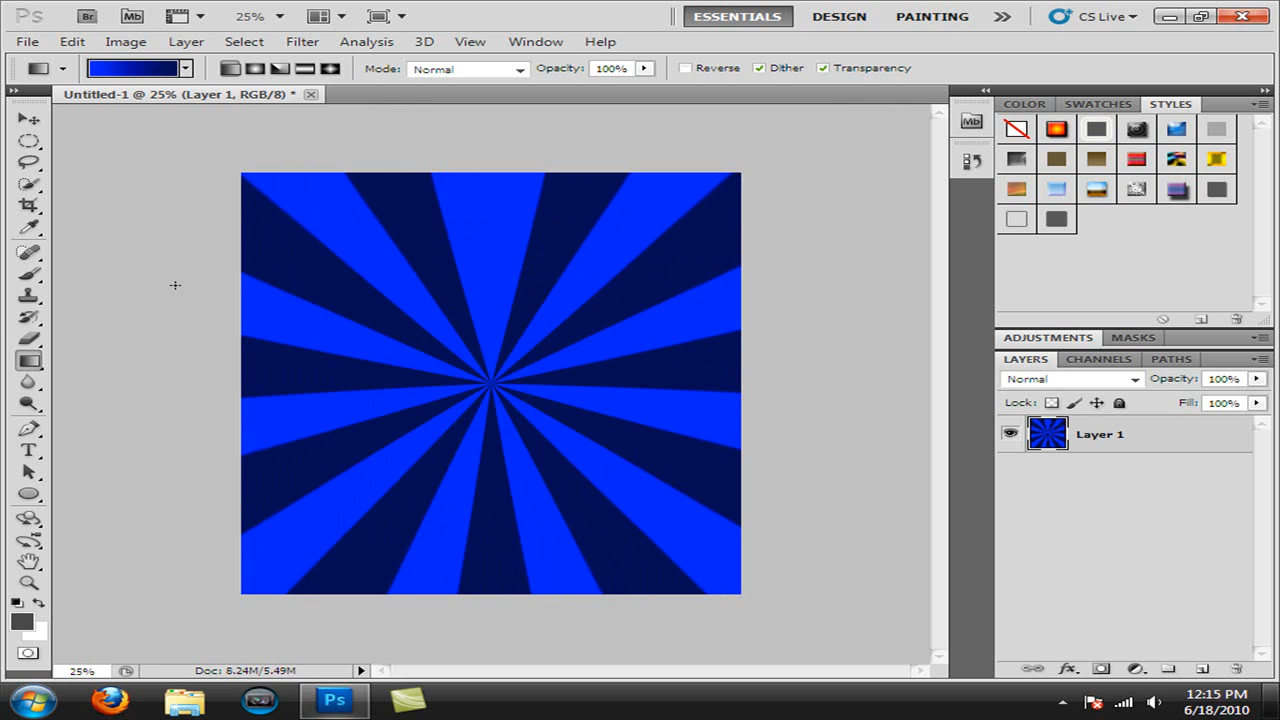 Ps Br Mb 25% ESSENTIALS DESIGN PAINTING CS Live
File Edit Image Layer Select Filter Analysis 3D View Window Help
Mode: Normal Opacity: 100% Reverse Dither Transparency
Untitled-1 @ 25% (Layer 1, RGB/8) *
COLOR SWATCHES STYLES
Mb
ADJUSTMENTS MASKS
LAYERS CHANNELS PATHS
Normal Opacity: 100%
Lock: Fill: 100%
Layer 1
T
fx
25% Doc: 8.24M/5.49M
Ps
12:15 PM
6/18/2010